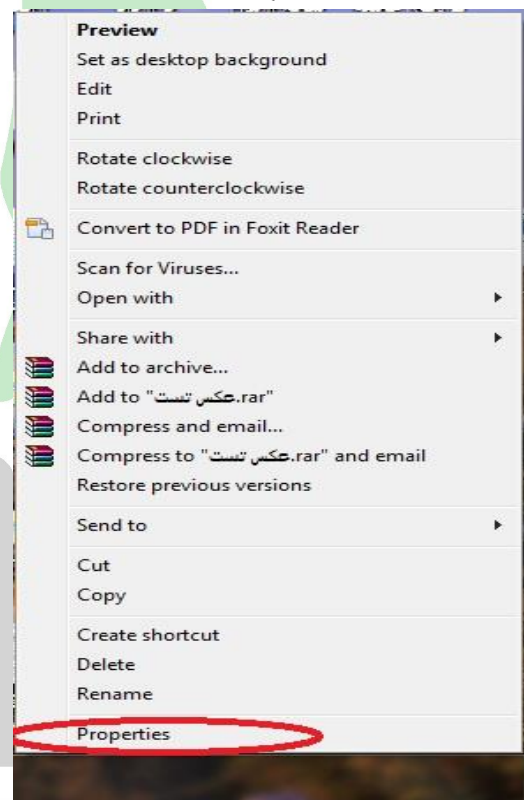 Preview
Set as desktop background
Edit
Print
Rotate clockwise
Rotate counterclockwise
Convert to PDF in Foxit Reader
Scan for Viruses...
Open with
Share with
Add to archive...
Add to "عکس تست.rar"
Compress and email...
Compress to "عکس تست.rar" and email
Restore previous versions
Send to
Cut
Copy
Create shortcut
Delete
Rename
Properties